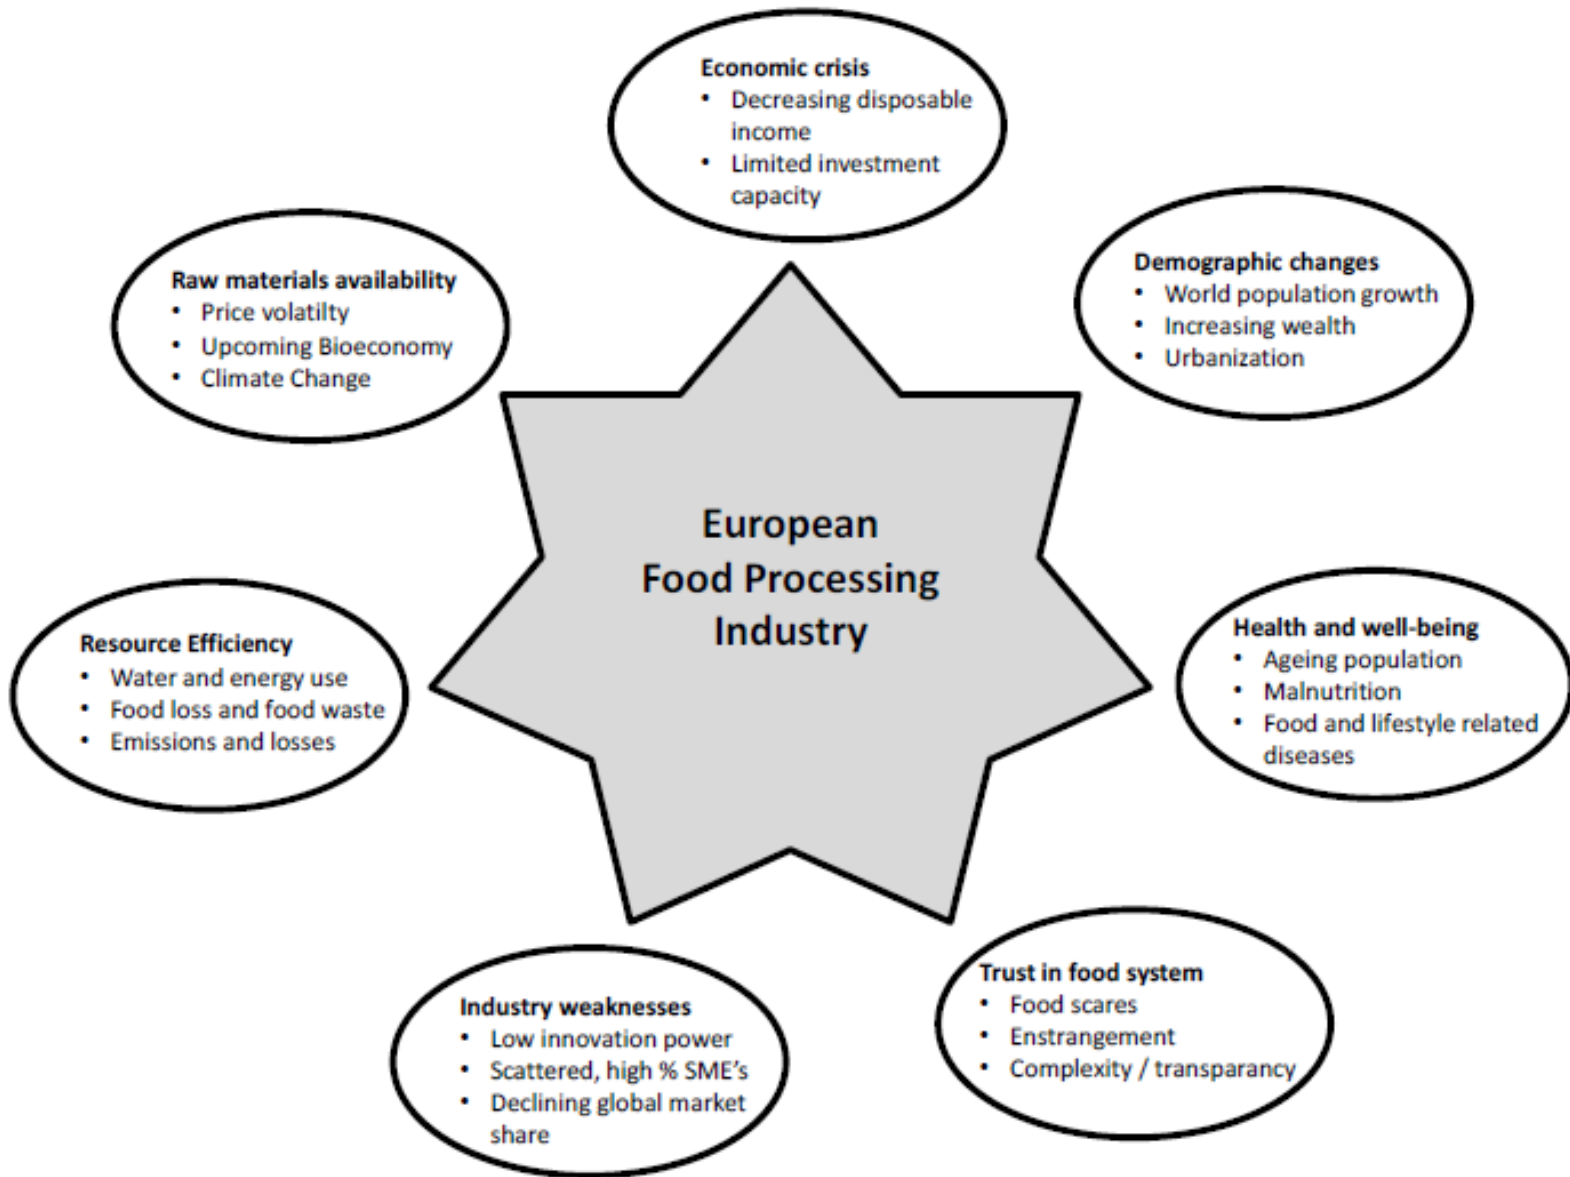 Economic crisis
• Decreasing disposable
income
• Limited investment
capacity
Demographic changes
• World population growth
• Increasing wealth
• Urbanization
Raw materials availability
• Price volatilty
• Upcoming Bioeconomy
• Climate Change
European
Food Processing
Industry
Health and well-being
• Ageing population
• Malnutrition
• Food and lifestyle related
diseases
Resource Efficiency
• Water and energy use
• Food loss and food waste
• Emissions and losses
Trust in food system
• Food scares
• Enstrangement
• Complexity / transparancy
Industry weaknesses
• Low innovation power
• Scattered, high % SME's
• Declining global market
share